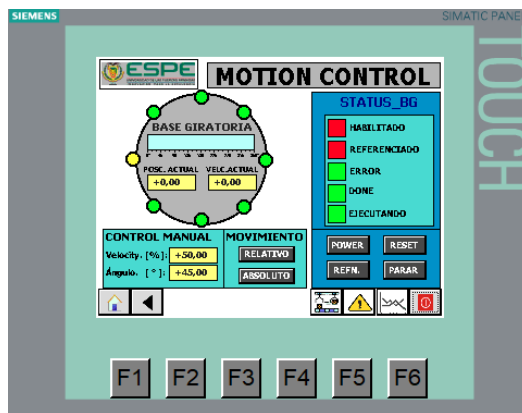 SIEMENS
SIMATIC PANE
TOUCH
ESPE
MOTION CONTROL
BASE GIRATORIA
POSC. ACTUAL VELC.ACTUAL
+0,00 +0,00
STATUS_BG
HABILITADO
REFERENCIADO
ERROR
DONE
EJECUTANDO
CONTROL MANUAL
Velocity. [%]: +50,00
Ángulo. [°]: +45,00
MOVIMIENTO
RELATIVO
ABSOLUTO
POWER RESET
REFN. PARAR
F1 F2 F3 F4 F5 F6